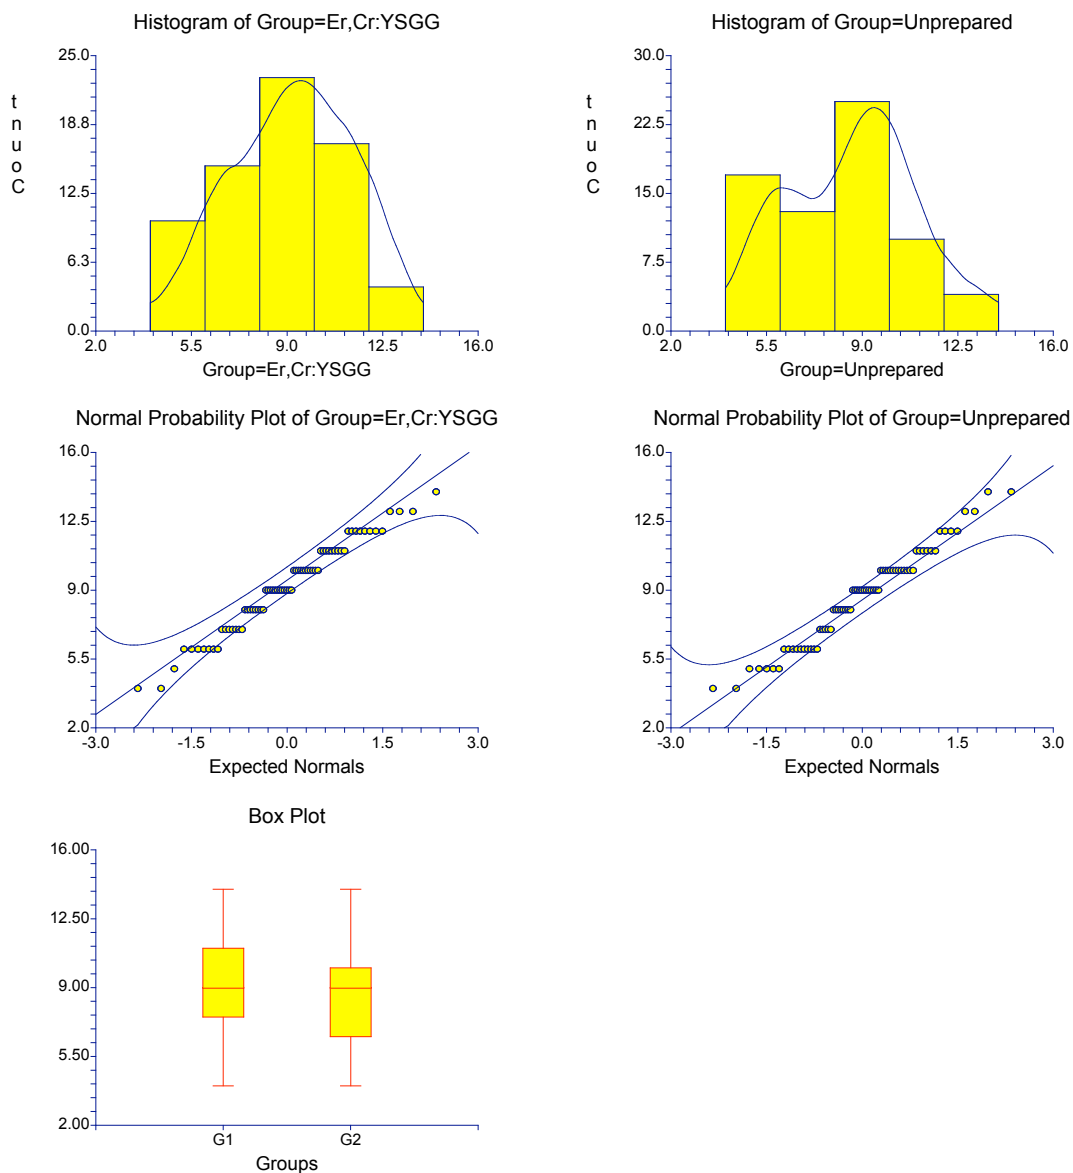 Histogram of Group=Er,Cr:YSGG
25.0
18.8
12.5
6.3
0.0
t
n
u
o
C
2.0 5.5 9.0 12.5 16.0
Group=Er,Cr:YSGG
Histogram of Group=Unprepared
30.0
22.5
15.0
7.5
0.0
t
n
u
o
C
2.0 5.5 9.0 12.5 16.0
Group=Unprepared
Normal Probability Plot of Group=Er,Cr:YSGG
16.0
12.5
9.0
5.5
2.0
-3.0 -1.5 0.0 1.5 3.0
Expected Normals
Normal Probability Plot of Group=Unprepared
16.0
12.5
9.0
5.5
2.0
-3.0 -1.5 0.0 1.5 3.0
Expected Normals
Box Plot
16.00
12.50
9.00
5.50
2.00
G1 G2
Groups